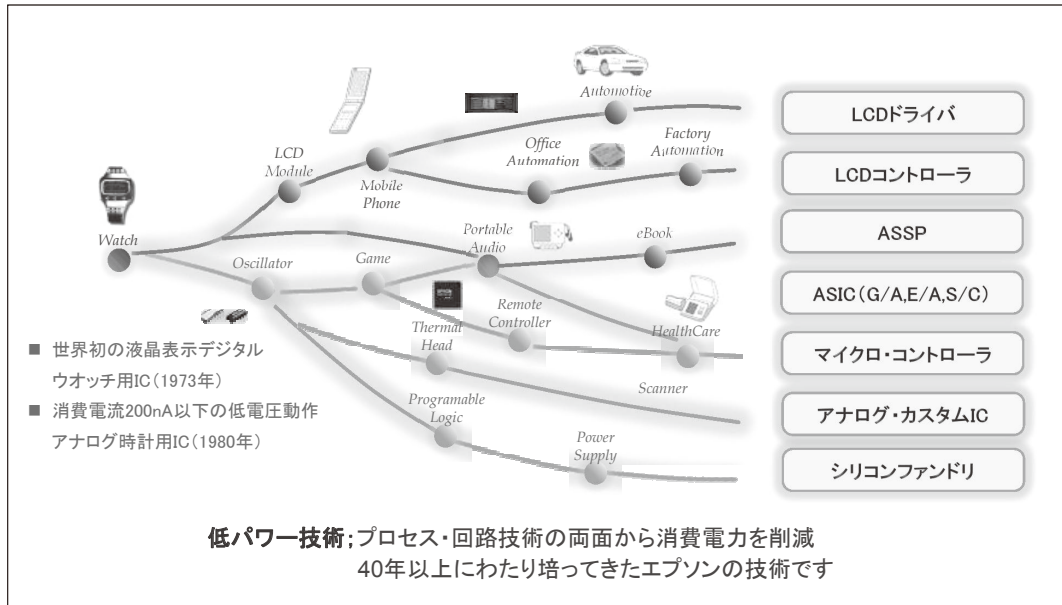 Automotive
LCDドライバ
LCD
Module
Office
Automation
Factory
Automation
Mobile
Phone
LCDコントローラ
Watch
Oscillator
Game
Portable
Audio
eBook
ASSP
ASIC(G/A,E/A,S/C)
Thermal
Head
Remote
Controller
HealthCare
マイクロ・コントローラ
■ 世界初の液晶表示デジタル
ウオッチ用IC(1973年)
■ 消費電流200nA以下の低電圧動作
アナログ時計用IC(1980年)
Programable
Logic
Scanner
アナログ・カスタムIC
Power
Supply
シリコンファンドリ
低パワー技術;プロセス・回路技術の両面から消費電力を削減
40年以上にわたり培ってきたエプソンの技術です